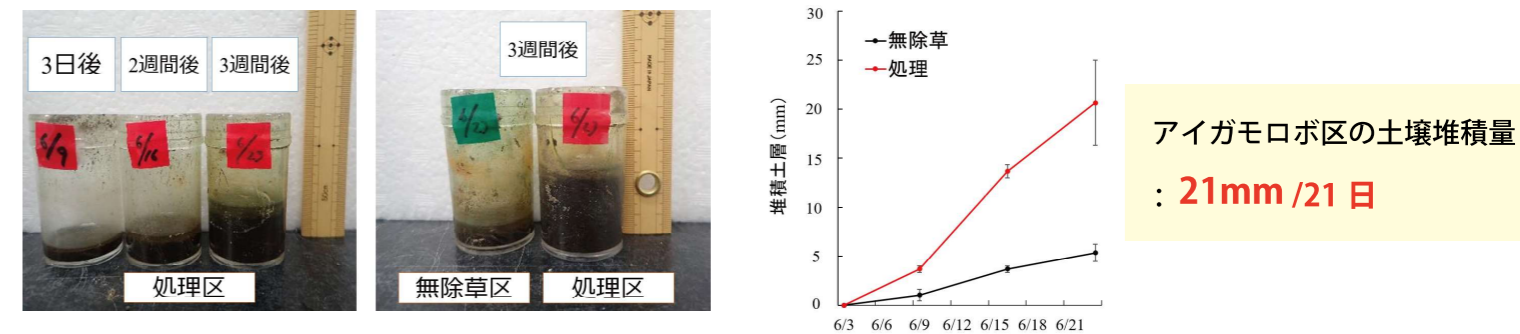 3日後
2週間後
3週間後
6/9
6/16
6/23
処理区
3週間後
6/23
6/23
無除草区
処理区
30
25
20
15
10
5
0
堆積土層(mm)
無除草
処理
6/3 6/6 6/9 6/12 6/15 6/18 6/21
アイガモロボ区の土壌堆積量
: 21mm /21 日